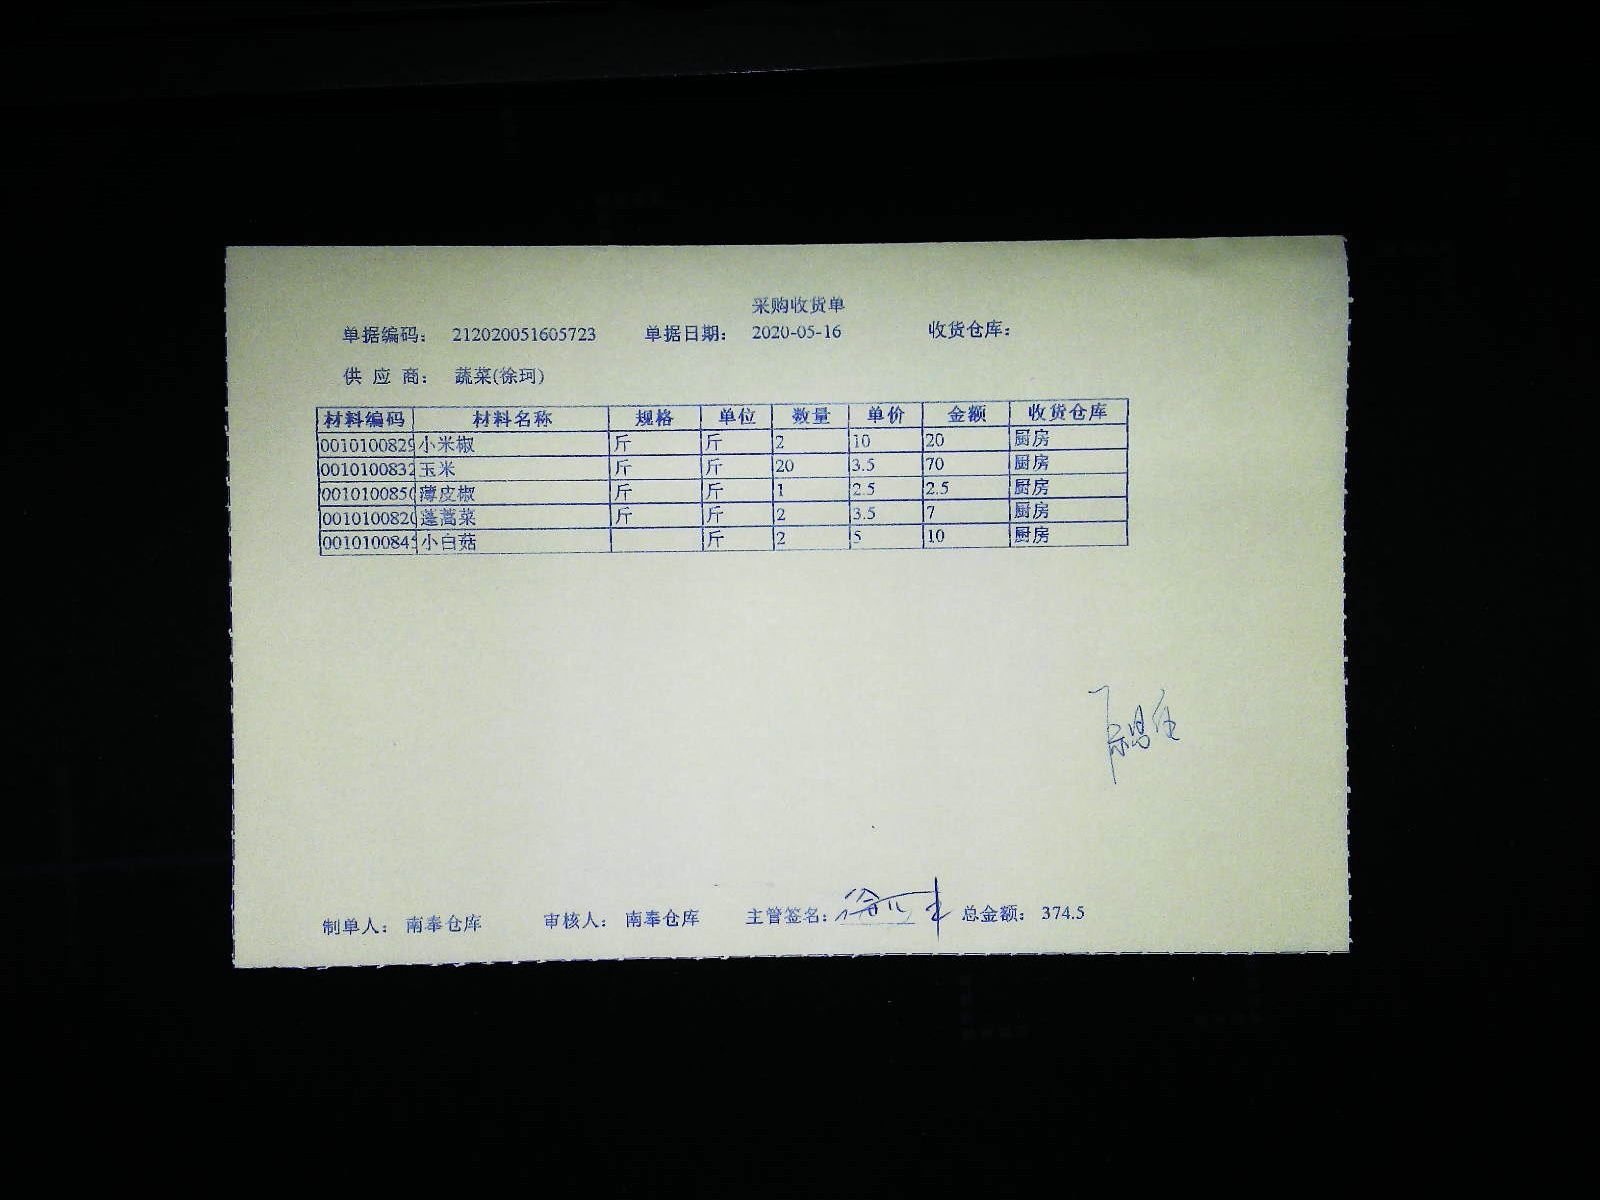 采购收货单
单据编码： 212020051605723 单据日期： 2020-05-16 收货仓库：
供 应 商： 蔬菜(徐珂)
材料编码 材料名称 规格 单位 数量 单价 金额 收货仓库
0010100829 小米椒 斤 斤 2 10 20 厨房
0010100832 玉米 斤 斤 20 3.5 70 厨房
001010085 薄皮椒 斤 斤 1 2.5 2.5 厨房
001010082 蓬蒿菜 斤 斤 2 3.5 7 厨房
001010084 小白菇 斤 2 5 10 厨房
制单人： 南奉仓库 审核人： 南奉仓库 主管签名： 总金额： 374.5